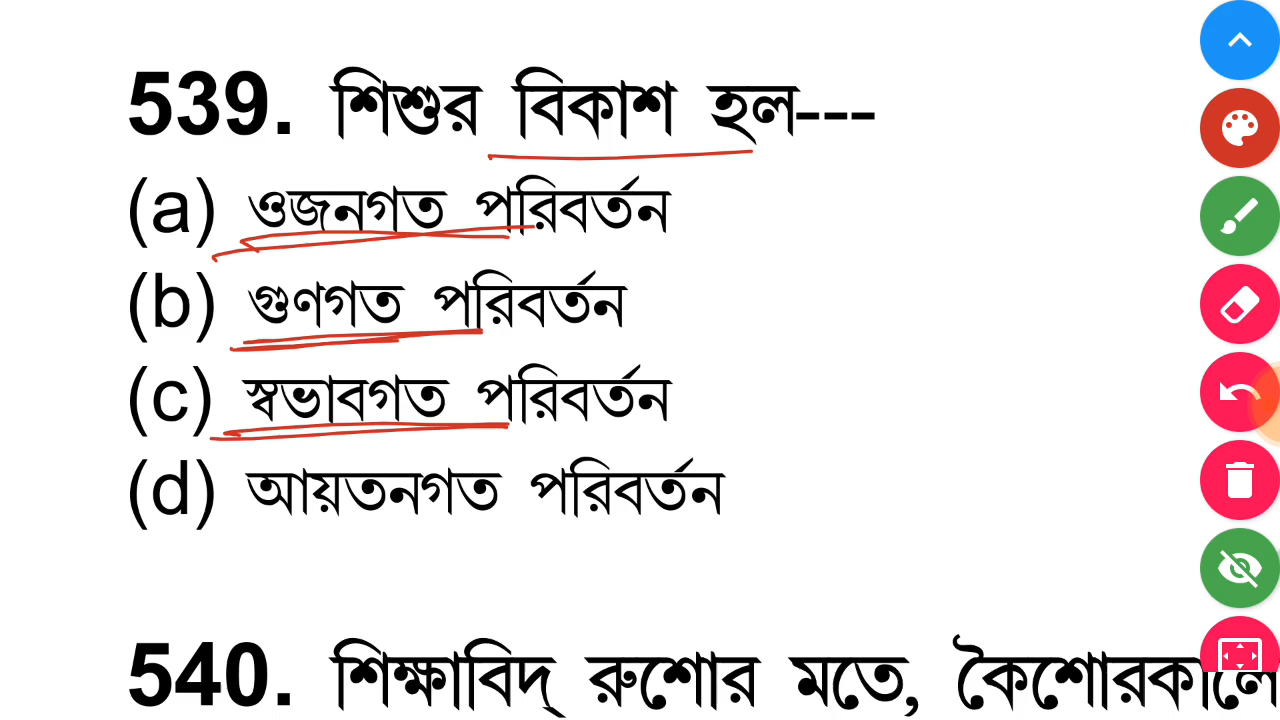 539. শিশুর বিকাশ হল---
(a) ওজনগত পরিবর্তন
(b) গুণগত পরিবর্তন
(c) স্বভাবগত পরিবর্তন
(d) আয়তনগত পরিবর্তন
540. শিক্ষাবিদ্ রুশোর মতে, কৈশোরকালে